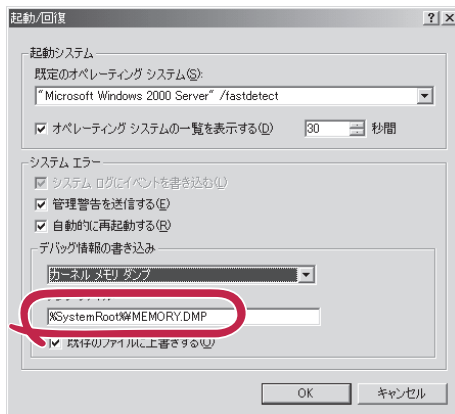 起動/回復
起動システム
既定のオペレーティング システム(S):
"Microsoft Windows 2000 Server" /fastdetect
オペレーティング システムの一覧を表示する(D) 30 秒間
システム エラー
システム ログにイベントを書き込む(L)
管理警告を送信する(E)
自動的に再起動する(R)
デバッグ情報の書き込み
カーネル メモリ ダンプ
%SystemRoot%¥MEMORY.DMP
既存のファイルに上書きする(O)
OK キャンセル